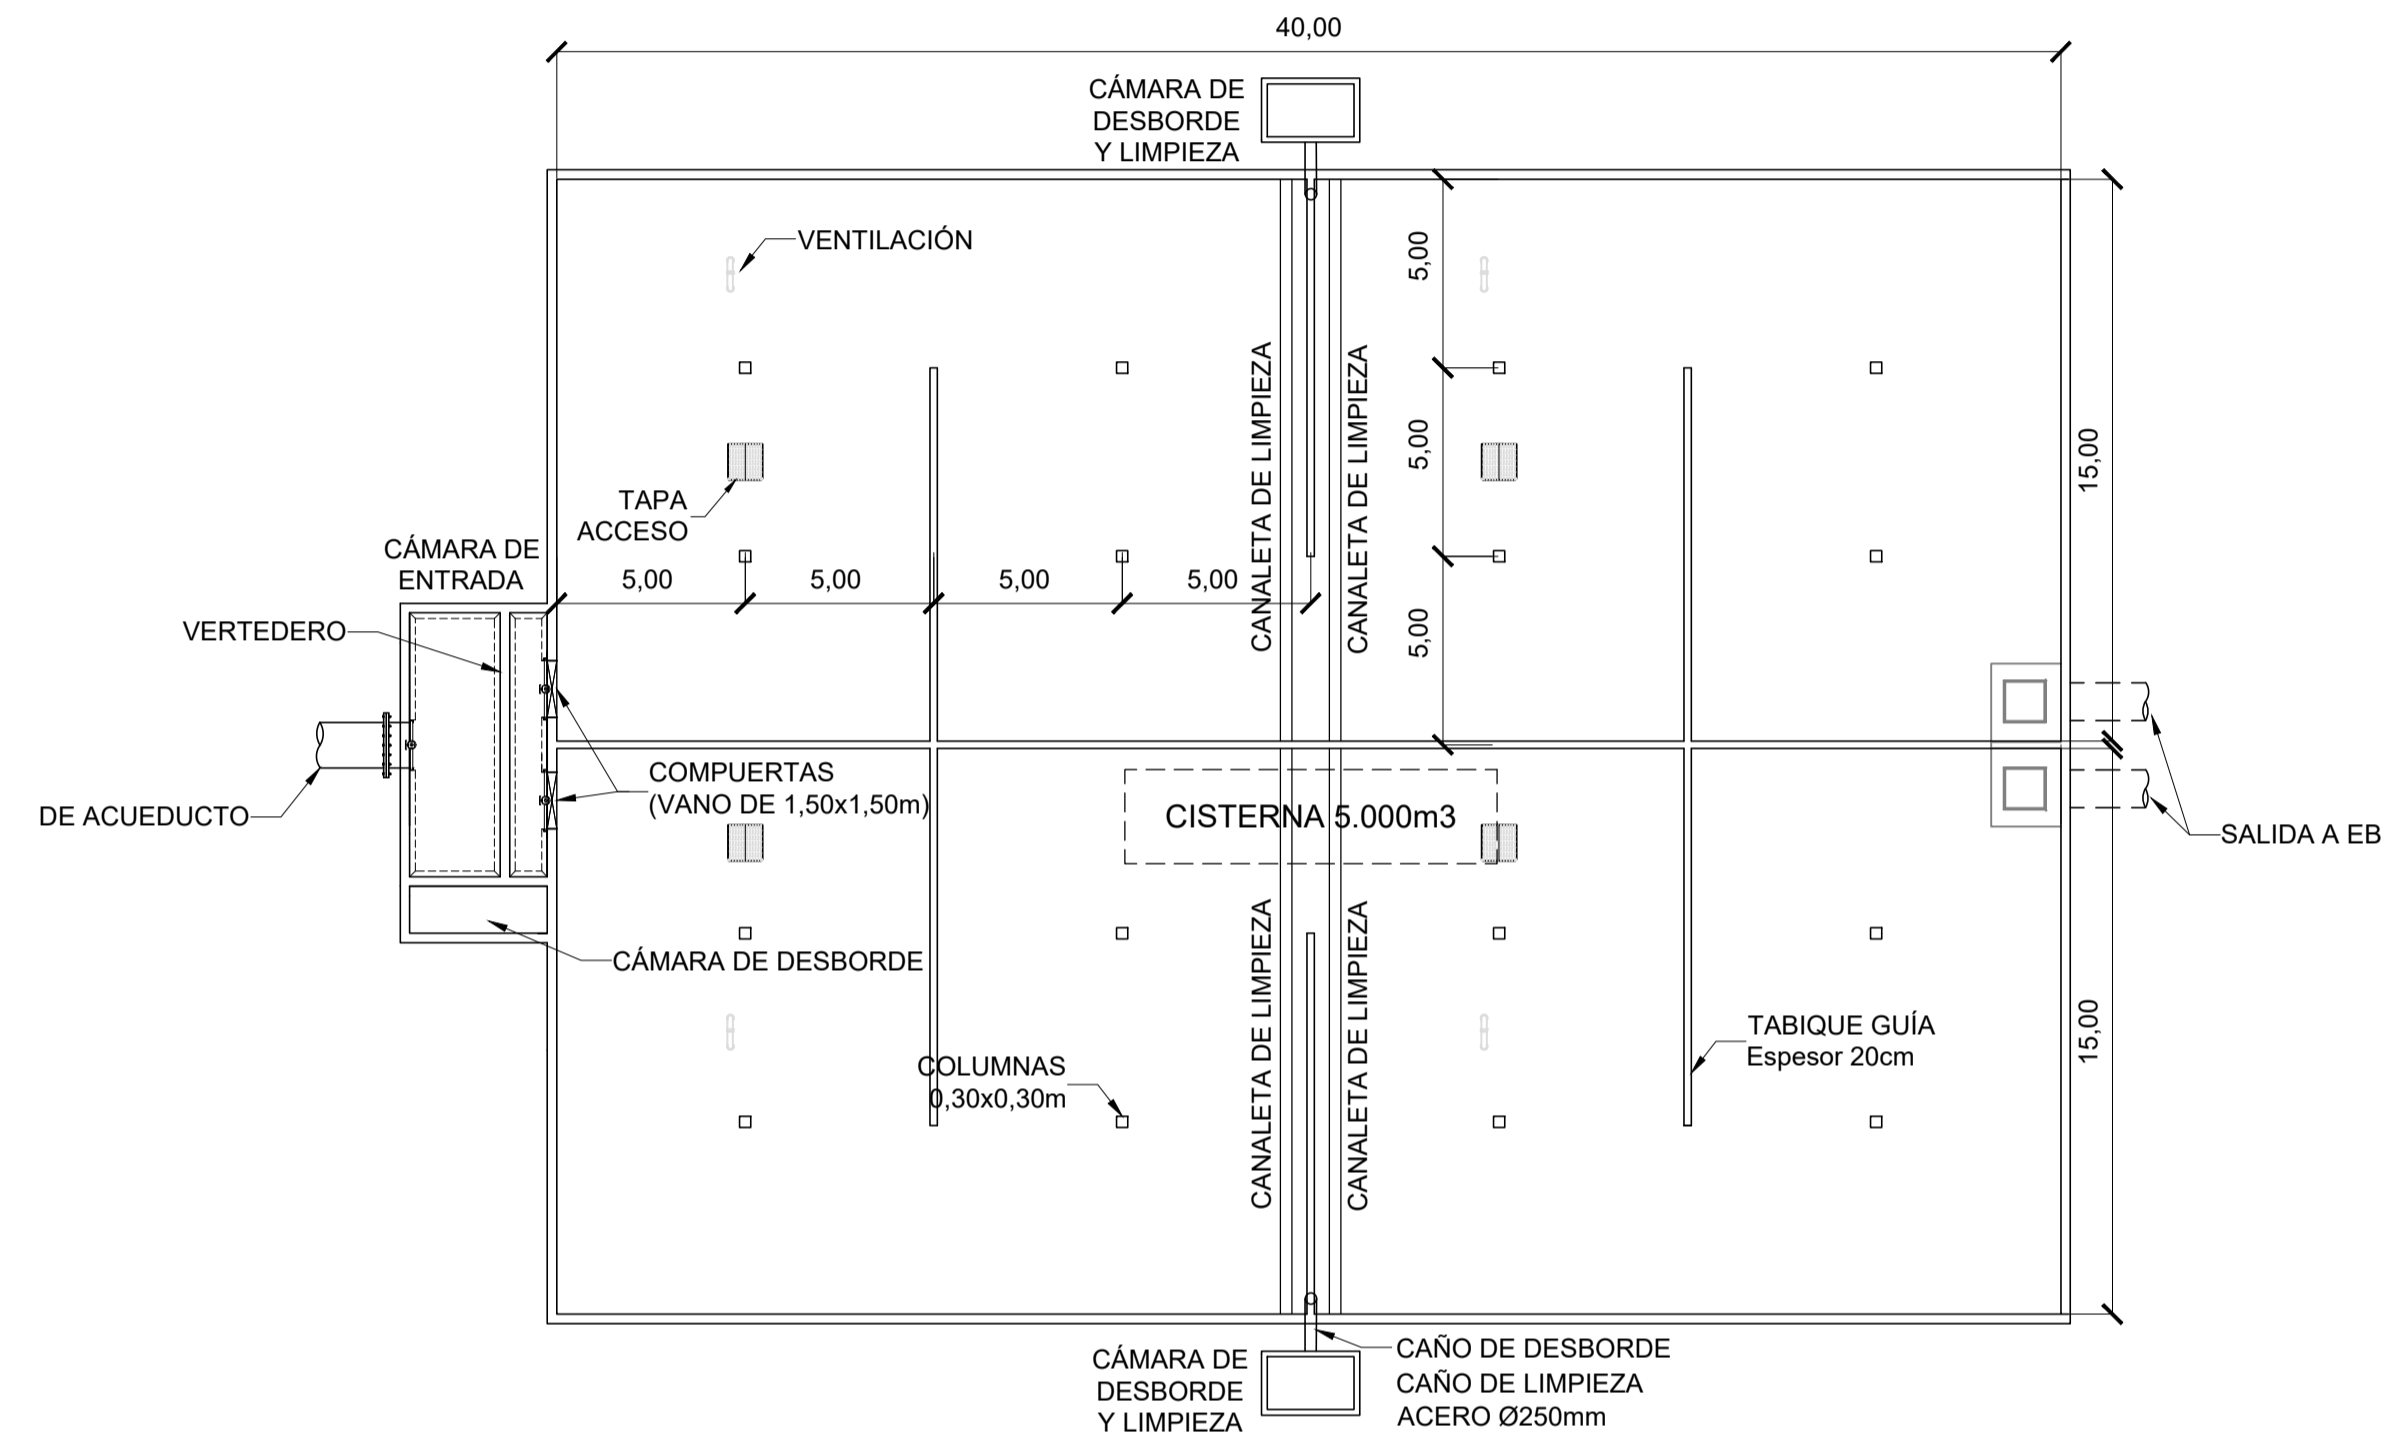 40,00
CÁMARA DE
DESBORDE
Y LIMPIEZA
VENTILACIÓN
5,00
CANALETA DE LIMPIEZA
CANALETA DE LIMPIEZA
5,00
15,00
TAPA
ACCESO
CÁMARA DE
ENTRADA
5,00
5,00
5,00
5,00
5,00
VERTEDERO
COMPUERTAS
(VANO DE 1,50x1,50m)
DE ACUEDUCTO
CISTERNA 5.000m3
SALIDA A EB
CÁMARA DE DESBORDE
CANALETA DE LIMPIEZA
CANALETA DE LIMPIEZA
15,00
TABIQUE GUÍA
Espesor 20cm
COLUMNAS
0,30x0,30m
CÁMARA DE
DESBORDE
Y LIMPIEZA
CAÑO DE DESBORDE
CAÑO DE LIMPIEZA
ACERO Ø250mm